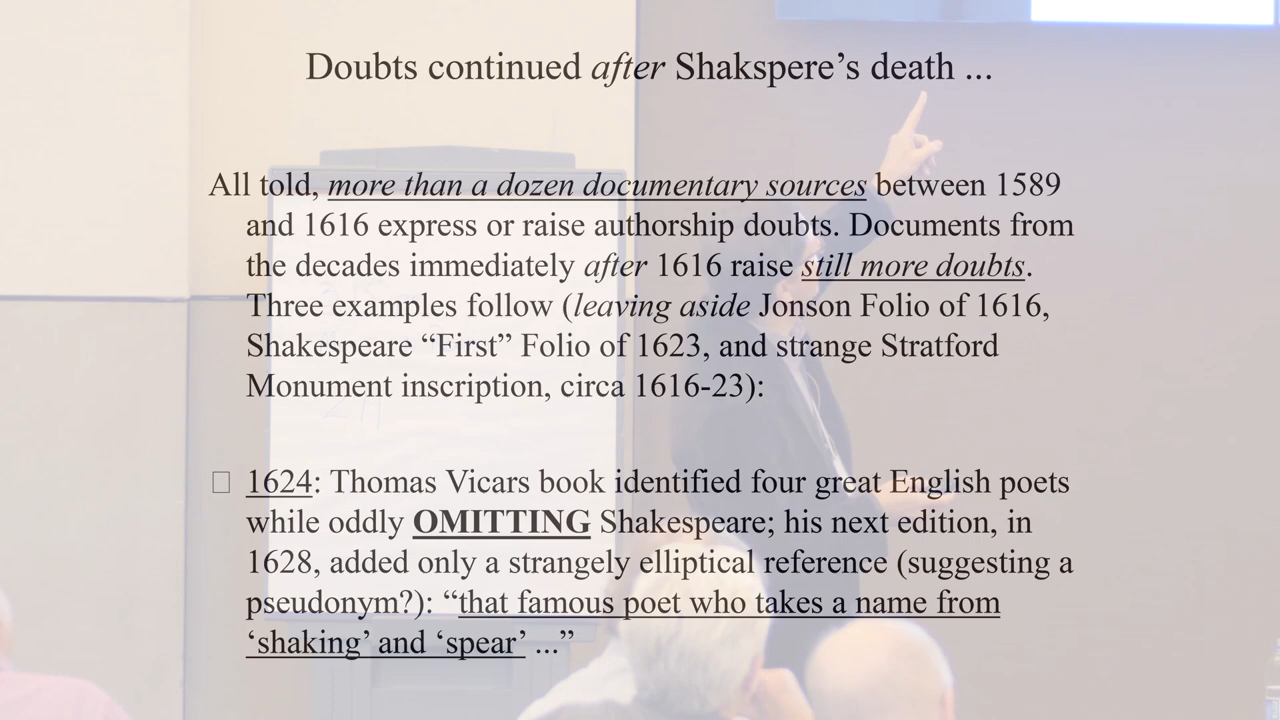 Doubts continued after Shakspere’s death ...
All told, more than a dozen documentary sources between 1589
and 1616 express or raise authorship doubts. Documents from
the decades immediately after 1616 raise still more doubts.
Three examples follow (leaving aside Jonson Folio of 1616,
Shakespeare “First” Folio of 1623, and strange Stratford
Monument inscription, circa 1616-23):
□ 1624: Thomas Vicars book identified four great English poets
while oddly OMITTING Shakespeare; his next edition, in
1628, added only a strangely elliptical reference (suggesting a
pseudonym?): “that famous poet who takes a name from
‘shaking’ and ‘spear’ ...”